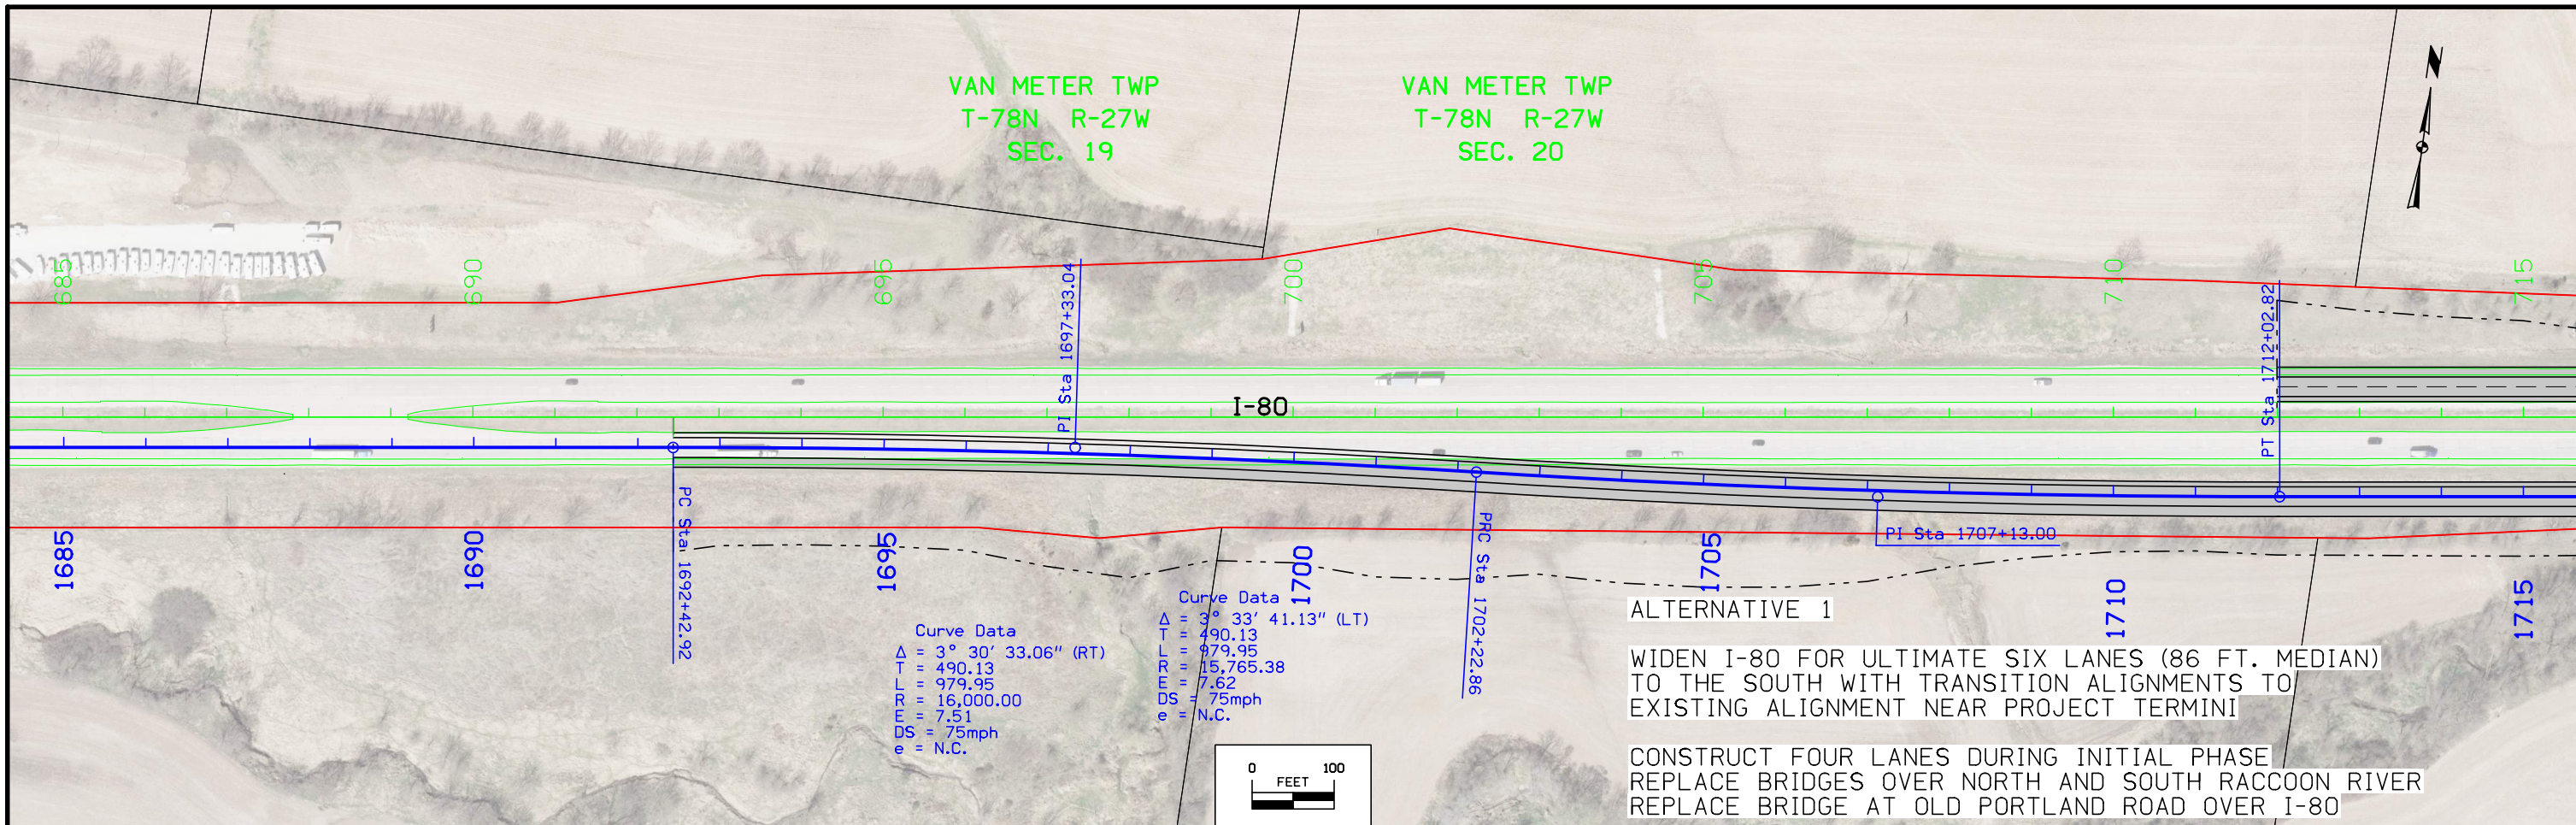 VAN METER TWP
T-78N R-27W
SEC. 19
VAN METER TWP
T-78N R-27W
SEC. 20
N
685
690
695
700
705
710
715
PI Sta 1697+33.04
PT Sta 1712+02.82
I-80
PC Sta 1692+42.92
PRC Sta 1702+22.86
PI Sta 1707+13.00
1685
1690
1695
1700
1705
1710
1715
Curve Data
Δ = 3° 30' 33.06" (RT)
T = 490.13
L = 979.95
R = 16,000.00
E = 7.51
DS = 75mph
e = N.C.
Curve Data
Δ = 3° 33' 41.13" (LT)
T = 490.13
L = 979.95
R = 15,765.38
E = 7.62
DS = 75mph
e = N.C.
0 100
FEET
ALTERNATIVE 1
WIDEN I-80 FOR ULTIMATE SIX LANES (86 FT. MEDIAN)
TO THE SOUTH WITH TRANSITION ALIGNMENTS TO
EXISTING ALIGNMENT NEAR PROJECT TERMINI
CONSTRUCT FOUR LANES DURING INITIAL PHASE
REPLACE BRIDGES OVER NORTH AND SOUTH RACCOON RIVER
REPLACE BRIDGE AT OLD PORTLAND ROAD OVER I-80